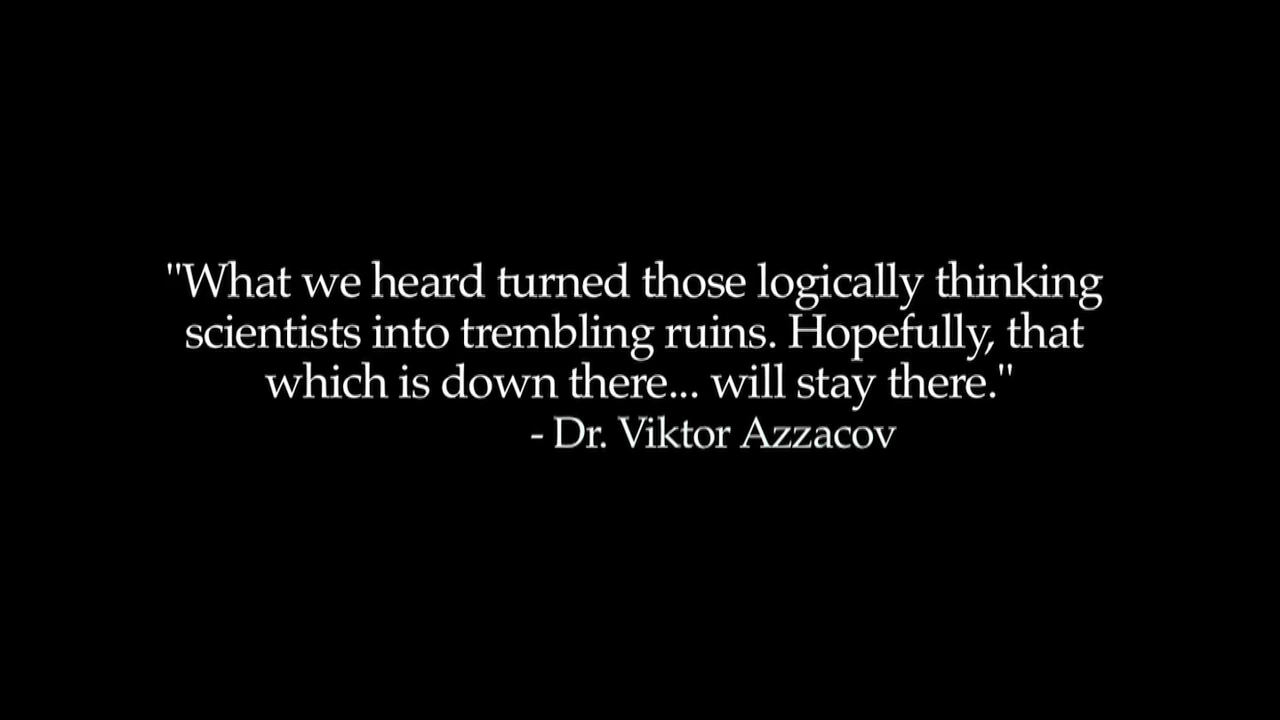 "What we heard turned those logically thinking
scientists into trembling ruins. Hopefully, that
which is down there... will stay there."
- Dr. Viktor Azzacov